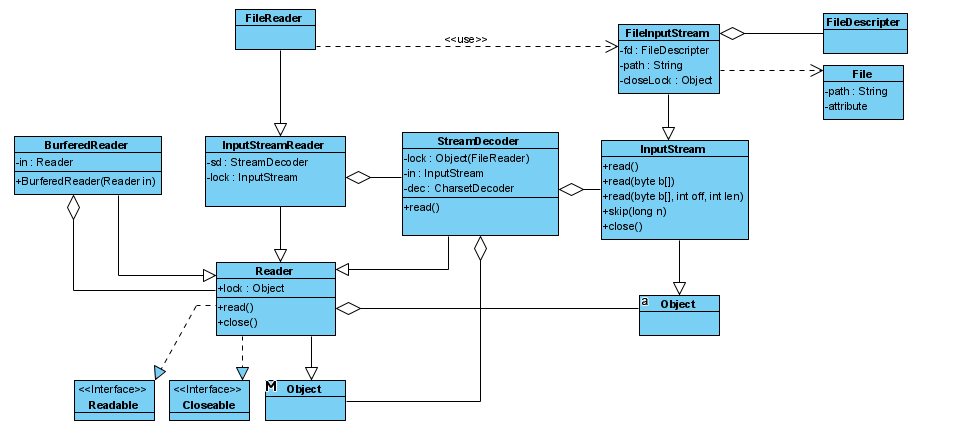 FileReader
<<use>>
FileInputStream
-fd : FileDescripter
-path : String
-closeLock : Object
FileDescripter
File
-path : String
-attribute
BurferedReader
-in : Reader
+BurferedReader(Reader in)
InputStreamReader
-sd : StreamDecoder
-lock : InputStream
StreamDecoder
-lock : Object(FileReader)
-in : InputStream
-dec : CharsetDecoder
+read()
InputStream
+read()
+read(byte b[])
+read(byte b[], int off, int len)
+skip(long n)
+close()
Reader
+lock : Object
+read()
+close()
a
Object
<<Interface>>
Readable
<<Interface>>
Closeable
M
Object